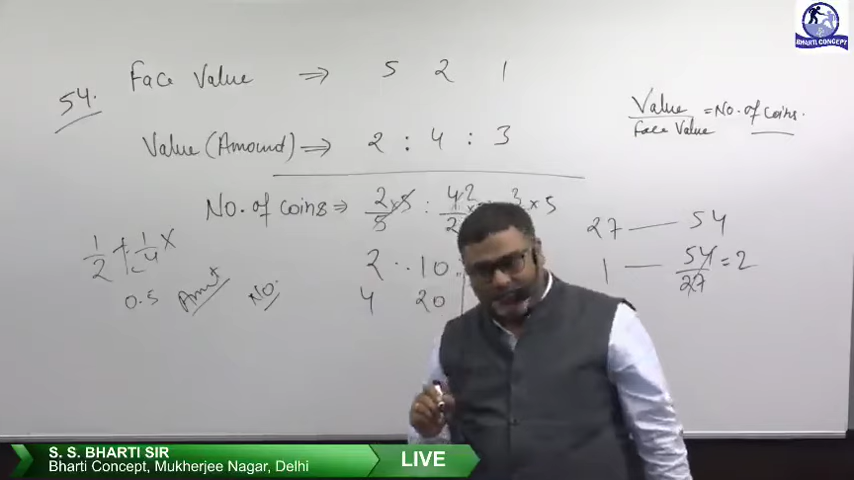 BHARTI CONCEPT
54.
Face Value ⇒ 5 2 1
Value = No. of coins.
Face Value
Value (Amound) ⇒ 2 : 4 : 3
No. of coins ⇒ 2/5 × 5 : 4/2 × 3 × 5
27 — 54
1/2 + 1/4 X
2 : 10
1 — 54/27 = 2
0.5 Amt NO.
4 20
S. S. BHARTI SIR
Bharti Concept, Mukherjee Nagar, Delhi
LIVE